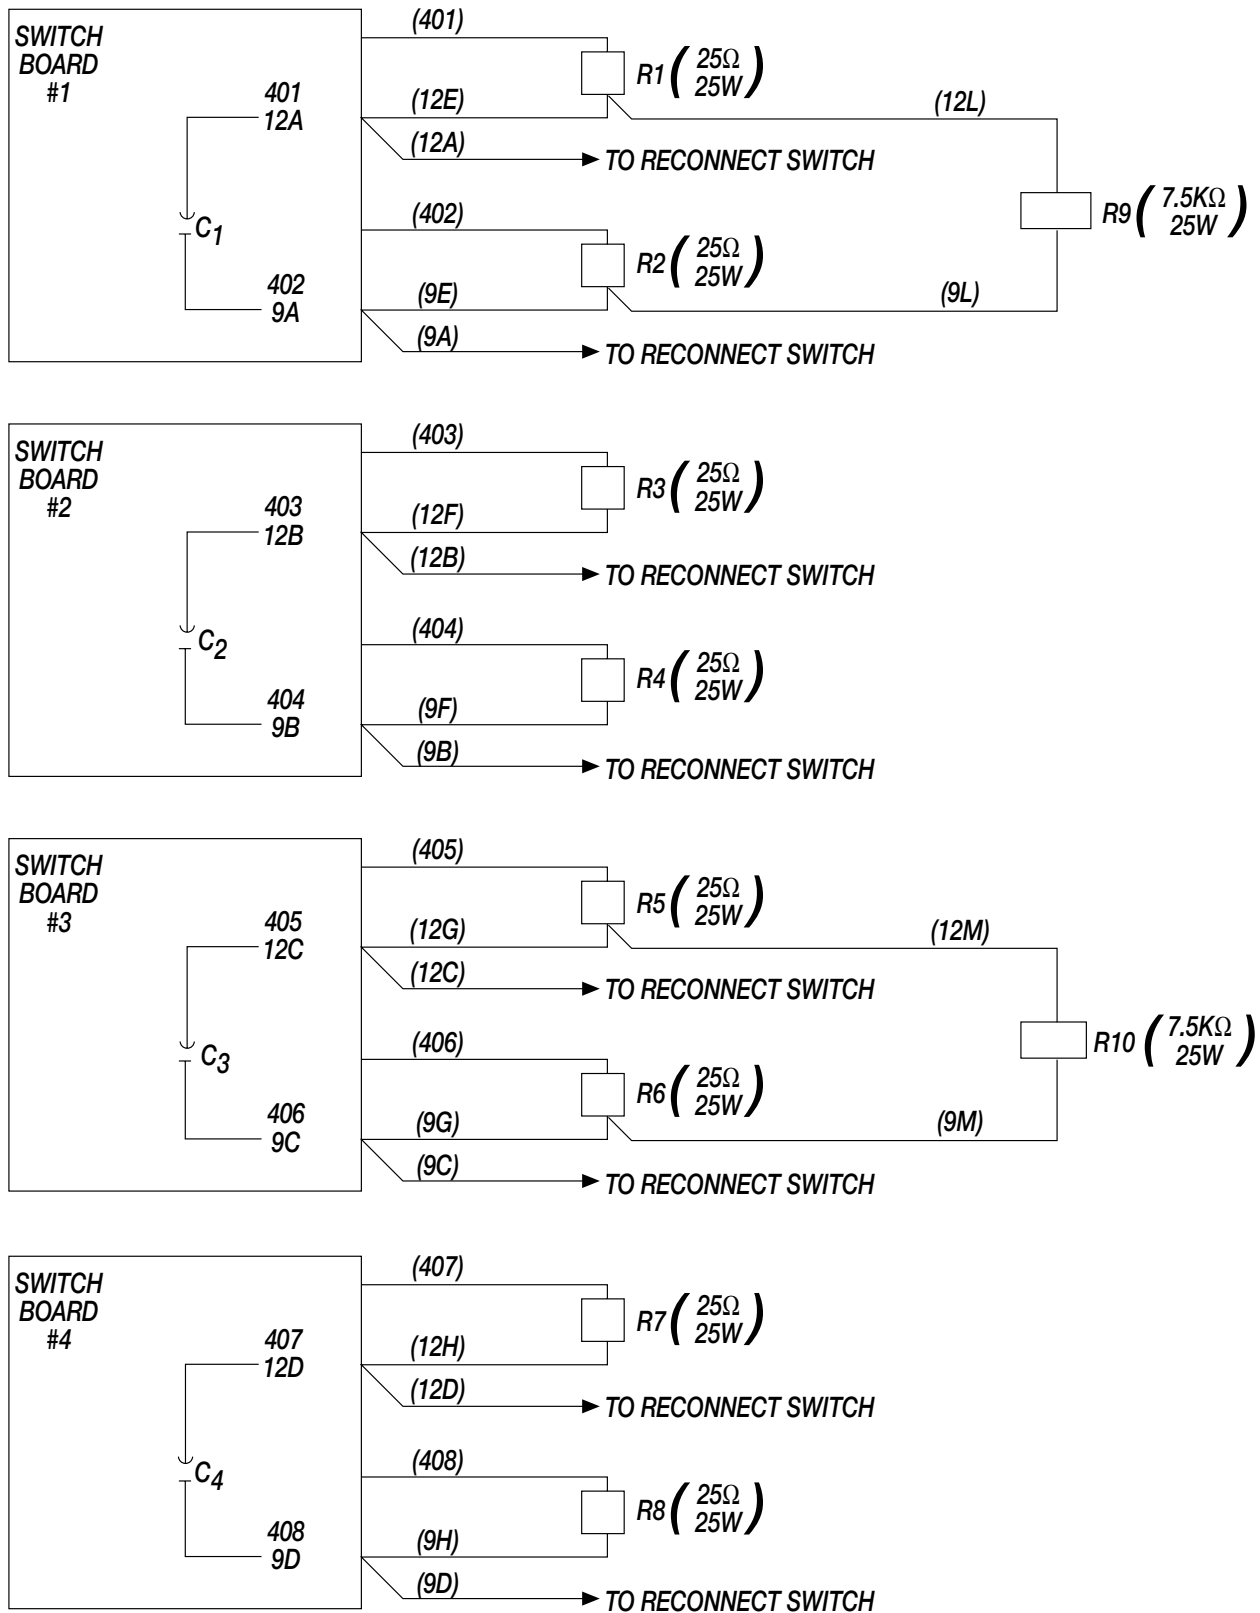 SWITCH
BOARD
#1
(401)
R1 ( 25Ω
25W )
401
12A
(12E)
(12L)
(12A)
TO RECONNECT SWITCH
C1
(402)
R9 ( 7.5KΩ
25W )
R2 ( 25Ω
25W )
402
9A
(9E)
(9L)
(9A)
TO RECONNECT SWITCH
SWITCH
BOARD
#2
(403)
R3 ( 25Ω
25W )
403
12B
(12F)
(12B)
TO RECONNECT SWITCH
C2
(404)
R4 ( 25Ω
25W )
404
9B
(9F)
(9B)
TO RECONNECT SWITCH
SWITCH
BOARD
#3
(405)
R5 ( 25Ω
25W )
405
12C
(12G)
(12M)
(12C)
TO RECONNECT SWITCH
C3
(406)
R10 ( 7.5KΩ
25W )
R6 ( 25Ω
25W )
406
9C
(9G)
(9M)
(9C)
TO RECONNECT SWITCH
SWITCH
BOARD
#4
(407)
R7 ( 25Ω
25W )
407
12D
(12H)
(12D)
TO RECONNECT SWITCH
C4
(408)
R8 ( 25Ω
25W )
408
9D
(9H)
(9D)
TO RECONNECT SWITCH